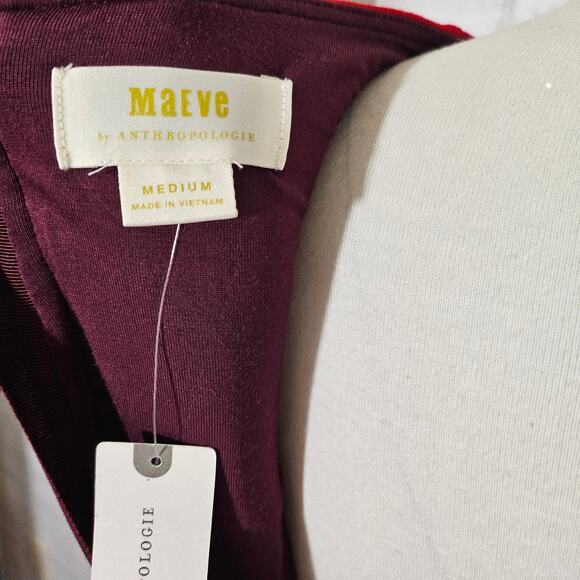 MaEve
by ANTHROPOLOGIE
MEDIUM
MADE IN VIETNAM
POLOGIE